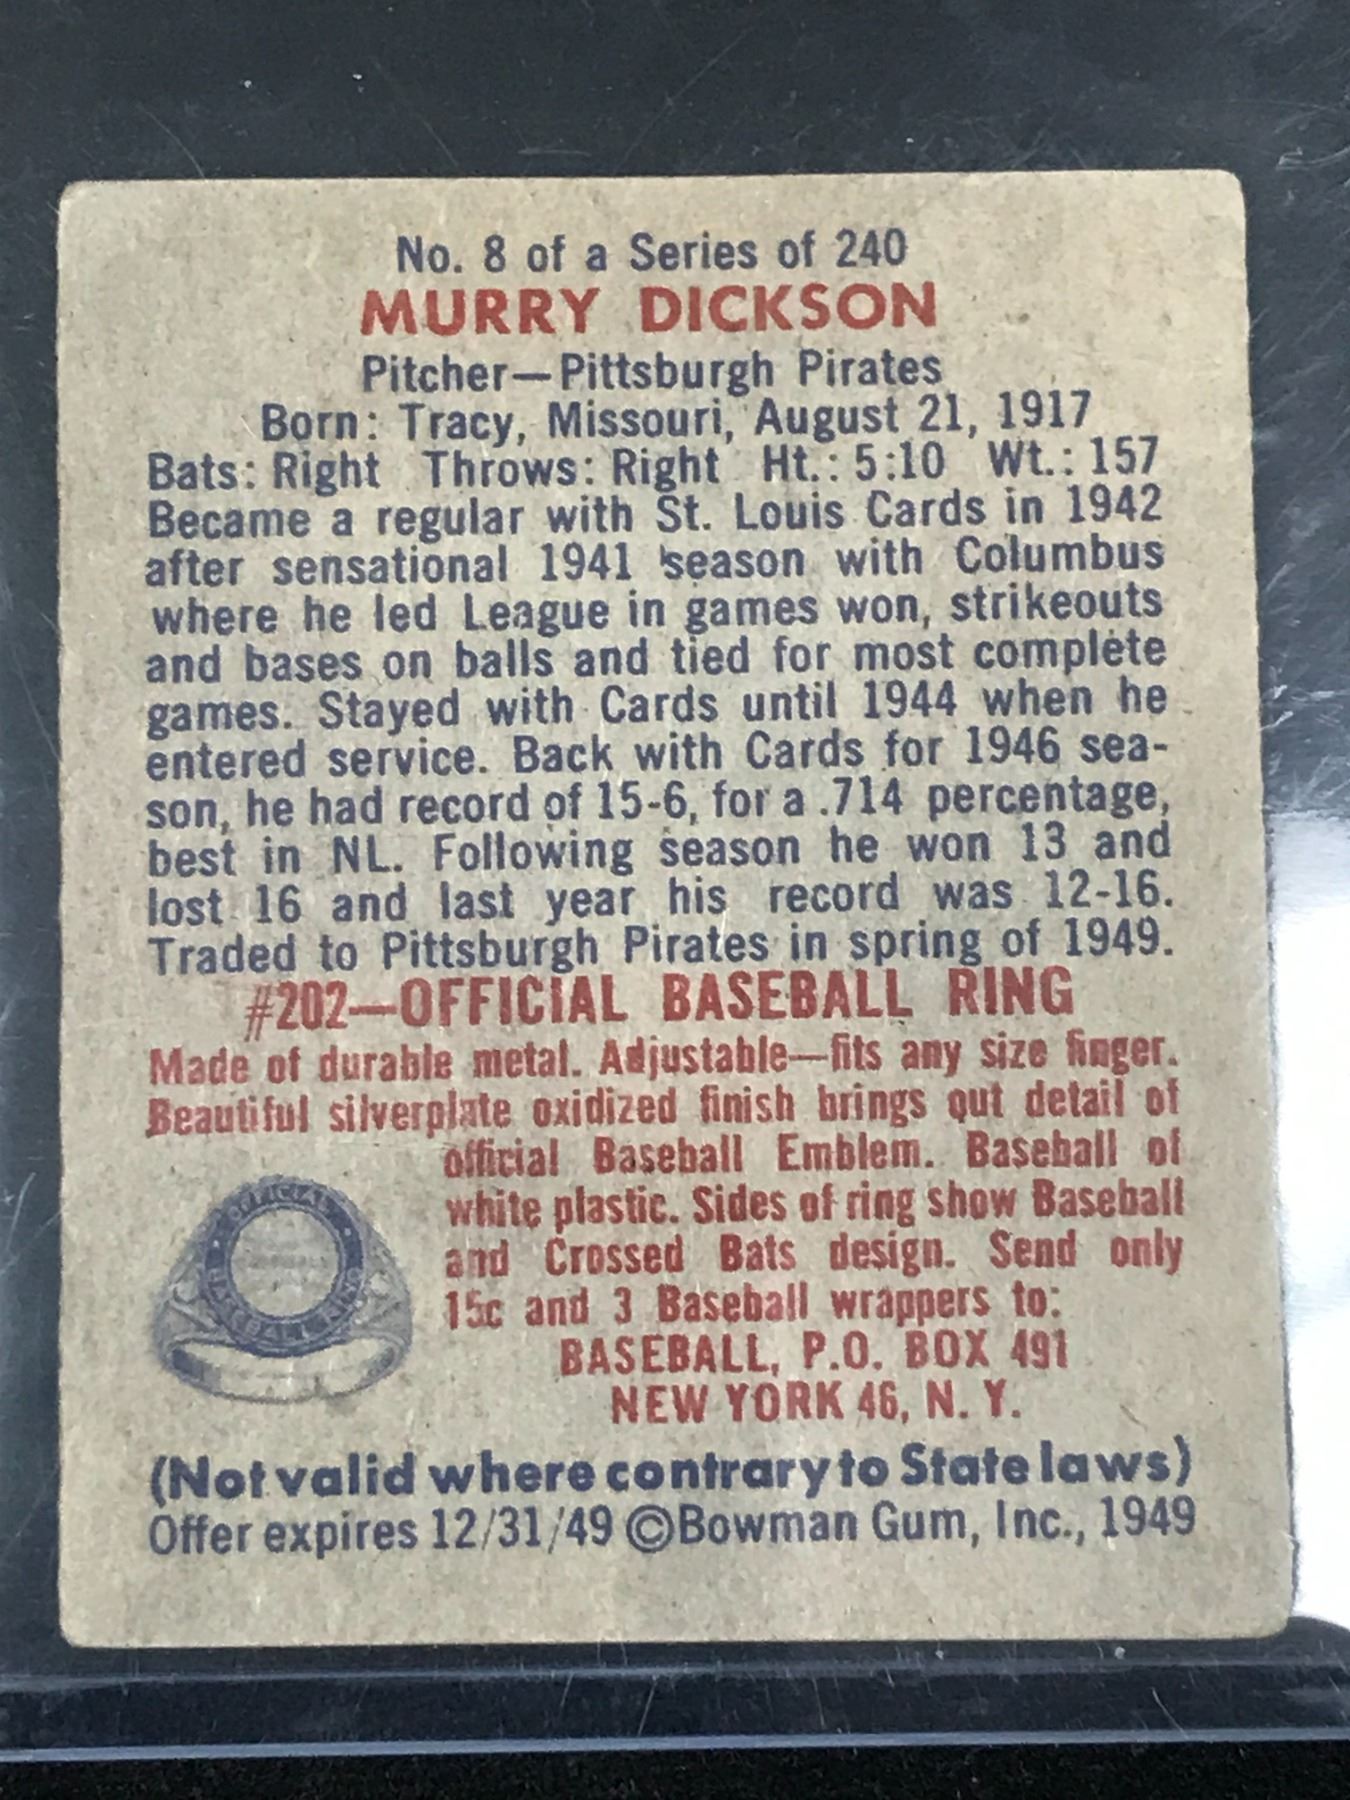 No. 8 of a Series of 240
MURRY DICKSON
Pitcher—Pittsburgh Pirates
Born: Tracy, Missouri, August 21, 1917
Bats: Right Throws: Right Ht.: 5:10 Wt.: 157
Became a regular with St. Louis Cards in 1942
after sensational 1941 season with Columbus
where he led League in games won, strikeouts
and bases on balls and tied for most complete
games. Stayed with Cards until 1944 when he
entered service. Back with Cards for 1946 sea-
son, he had record of 15-6, for a .714 percentage,
best in NL. Following season he won 13 and
lost 16 and last year his record was 12-16.
Traded to Pittsburgh Pirates in spring of 1949.
#202—OFFICIAL BASEBALL RING
Made of durable metal. Adjustable—fits any size finger.
Beautiful silverplate oxidized finish brings out detail of
official Baseball Emblem. Baseball of
white plastic. Sides of ring show Baseball
and Crossed Bats design. Send only
15c and 3 Baseball wrappers to:
BASEBALL, P.O. BOX 491
NEW YORK 46, N. Y.
OFFICIAL
BASEBALL RING
(Not valid where contrary to State laws)
Offer expires 12/31/49 ©Bowman Gum, Inc., 1949